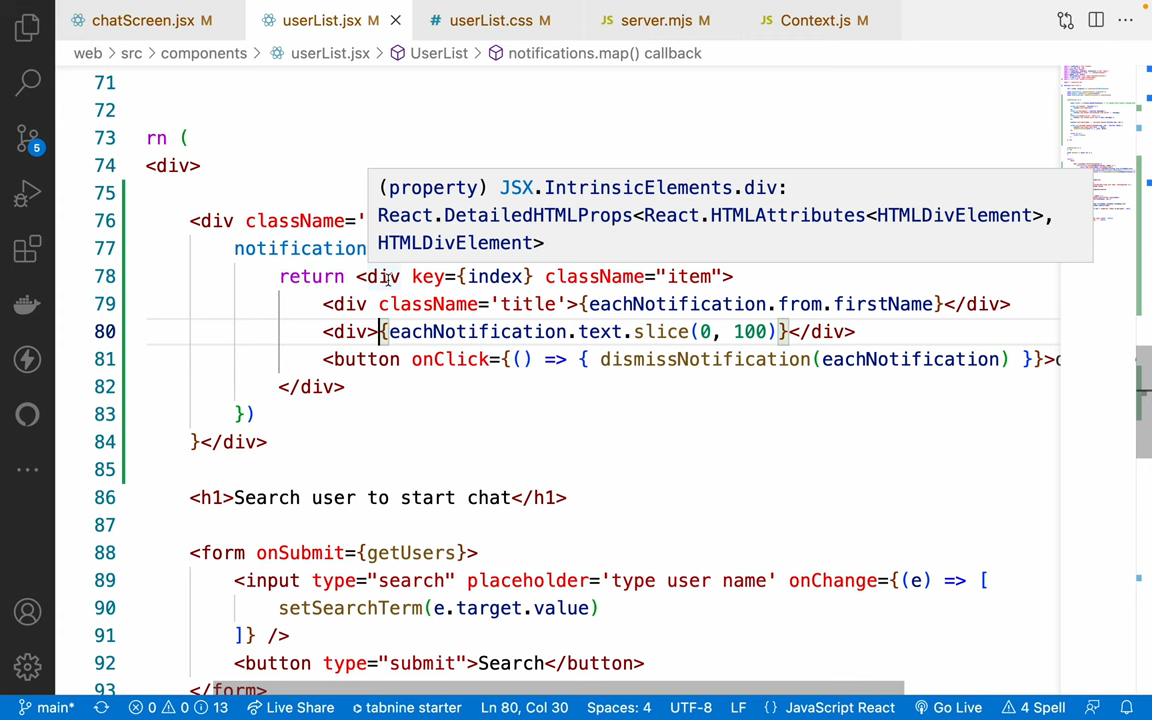 chatScreen.jsx M
userList.jsx M
userList.css M
JS server.mjs M
JS Context.js M
web > src > components > userList.jsx > UserList > notifications.map() callback
71
72
73 rn (
74 <div>
75
(property) JSX.IntrinsicElements.div:
React.DetailedHTMLProps<React.HTMLAttributes<HTMLDivElement>,
HTMLDivElement>
76 <div className='
77 notification
78 return <div key={index} className="item">
79 <div className='title'>{eachNotification.from.firstName}</div>
80 <div>{eachNotification.text.slice(0, 100)}</div>
81 <button onClick={() => { dismissNotification(eachNotification) }}>
82 </div>
83 })
84 }</div>
85
86 <h1>Search user to start chat</h1>
87
88 <form onSubmit={getUsers}>
89 <input type="search" placeholder='type user name' onChange={(e) => [
90 setSearchTerm(e.target.value)
91 ]} />
92 <button type="submit">Search</button>
93 </form>
5
main* 0 0 13 Live Share tabnine starter Ln 80, Col 30 Spaces: 4 UTF-8 LF {} JavaScript React Go Live 4 Spell